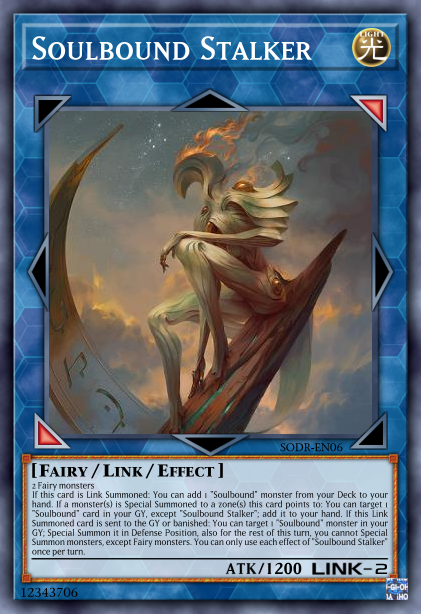 SOULBOUND STALKER
LIGHT
光
SODR-EN06
[FAIRY / LINK / EFFECT]
2 Fairy monsters
If this card is Link Summoned: You can add 1 "Soulbound" monster from your Deck to your
hand. If a monster(s) is Special Summoned to a zone(s) this card points to: You can target 1
"Soulbound" card in your GY, except "Soulbound Stalker"; add it to your hand. If this Link
Summoned card is sent to the GY or banished: You can target 1 "Soulbound" monster in your
GY; Special Summon it in Defense Position, also for the rest of this turn, you cannot Special
Summon monsters, except Fairy monsters. You can only use each effect of "Soulbound Stalker"
once per turn.
ATK/1200 LINK-2
12343706